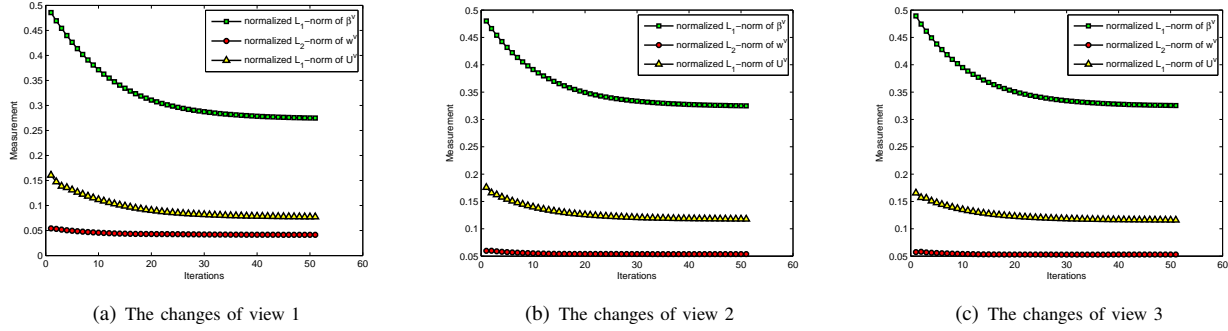 0.5
0.45
0.4
0.35
0.3
0.25
0.2
0.15
0.1
0.05
0
Measurement
normalized L1−norm of βv
normalized L2−norm of wv
normalized L1−norm of Uv
0 10 20 30 40 50 60
Iterations
(a) The changes of view 1
0.5
0.45
0.4
0.35
0.3
0.25
0.2
0.15
0.1
0.05
Measurement
normalized L1−norm of βv
normalized L2−norm of wv
normalized L1−norm of Uv
0 10 20 30 40 50 60
Iterations
(b) The changes of view 2
0.5
0.45
0.4
0.35
0.3
0.25
0.2
0.15
0.1
0.05
Measurement
normalized L1−norm of βv
normalized L2−norm of wv
normalized L1−norm of Uv
0 10 20 30 40 50 60
Iterations
(c) The changes of view 3